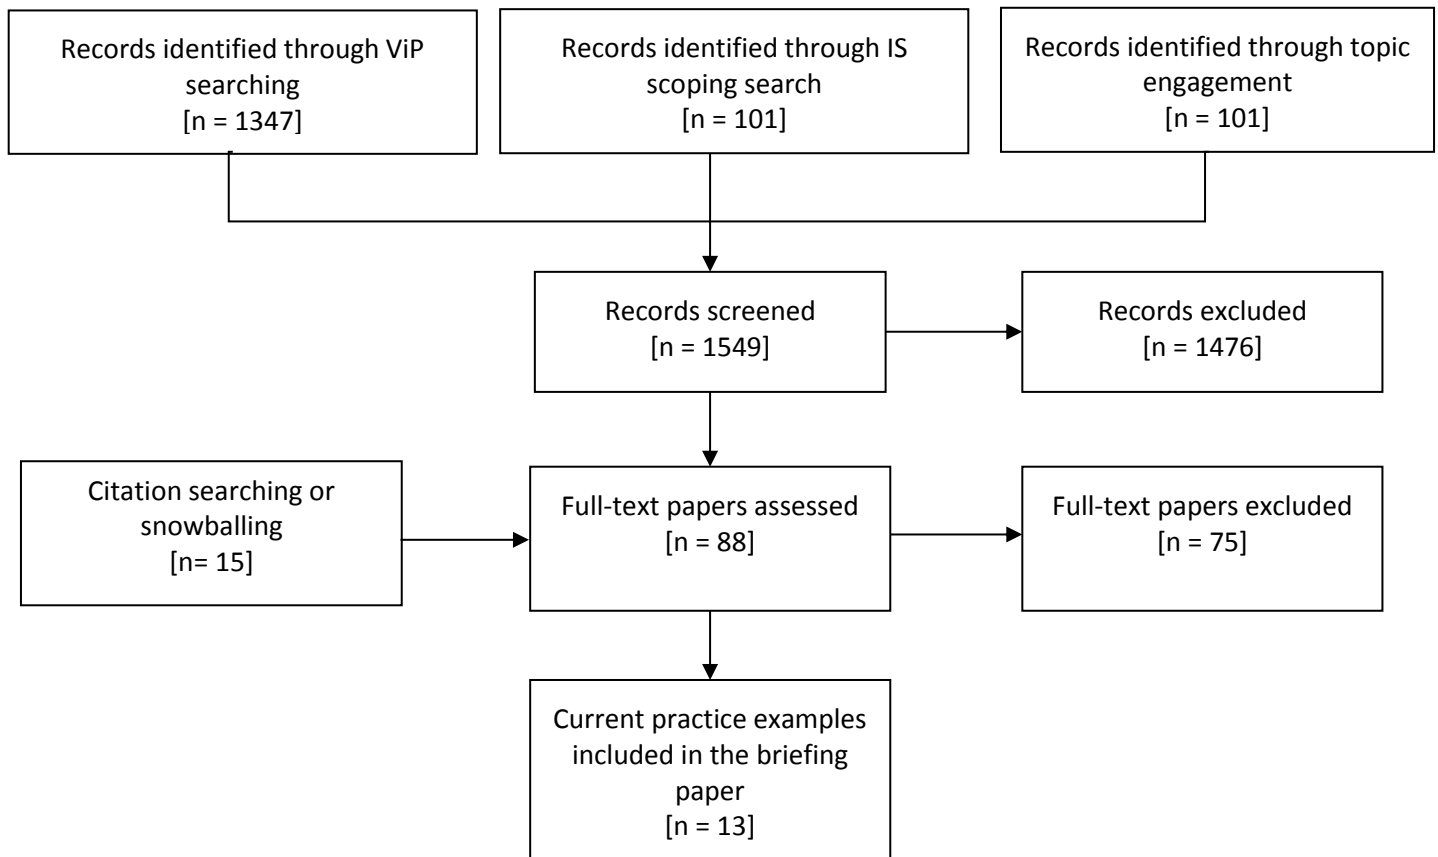 Records identified through ViP
searching
[n = 1347]
Records identified through IS
scoping search
[n = 101]
Records identified through topic
engagement
[n = 101]
Records screened
[n = 1549]
Records excluded
[n = 1476]
Citation searching or
snowballing
[n= 15]
Full-text papers assessed
[n = 88]
Full-text papers excluded
[n = 75]
Current practice examples
included in the briefing
paper
[n = 13]